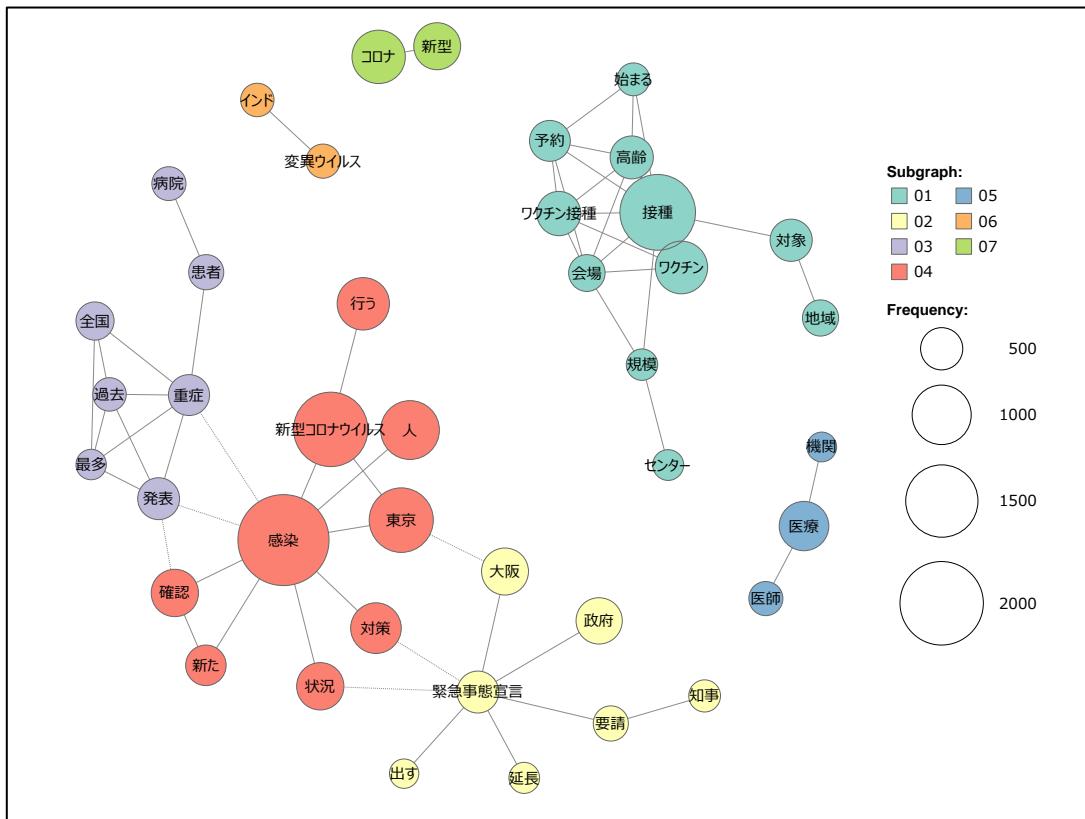 コロナ
新型
インド
変異ウイルス
病院
患者
全国
過去
重症
最多
発表
始まる
予約
高齢
ワクチン接種
接種
会場
ワクチン
対象
地域
規模
センター
行う
新型コロナウイルス
人
感染
東京
確認
新た
対策
状況
大阪
政府
緊急事態宣言
要請
知事
出す
延長
機関
医療
医師
Subgraph:
01
05
02
06
03
07
04
Frequency:
500
1000
1500
2000